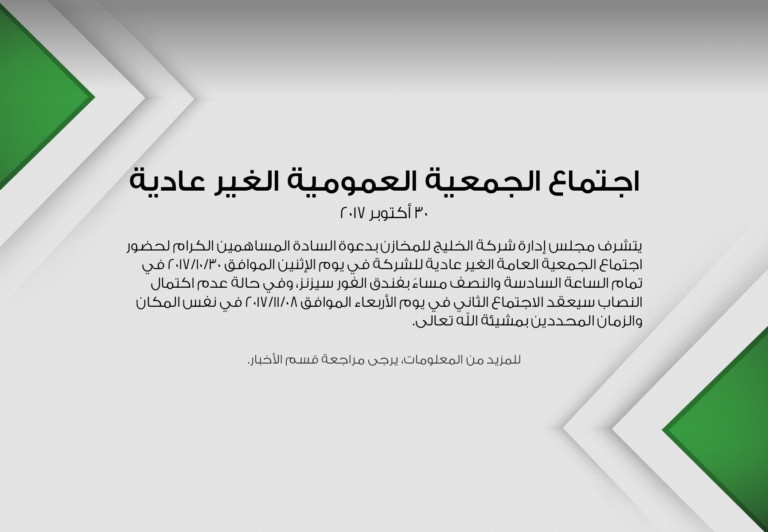 اجتماع الجمعية العمومية الغير عادية
٣٠ أكتوبر ٢٠١٧
يتشرف مجلس إدارة شركة الخليج للمخازن بدعوة السادة المساهمين الكرام لحضور
اجتماع الجمعية العامة الغير عادية للشركة في يوم الإثنين الموافق ٢٠١٧/١٠/٣٠ في
تمام الساعة السادسة والنصف مساءً بفندق الفور سيزنز، وفي حالة عدم اكتمال
النصاب سيعقد الاجتماع الثاني في يوم الأربعاء الموافق ٢٠١٧/١١/٠٨ في نفس المكان
والزمان المحددين بمشيئة الله تعالى.
للمزيد من المعلومات، يرجى مراجعة قسم الأخبار.